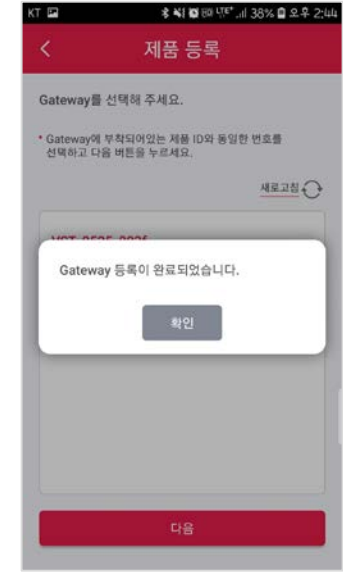 KT 38% 오후 2:44
제품 등록
Gateway를 선택해 주세요.
* Gateway에 부착되어있는 제품 ID와 동일한 번호를
선택하고 다음 버튼을 누르세요.
새로고침
Gateway 등록이 완료되었습니다.
확인
다음